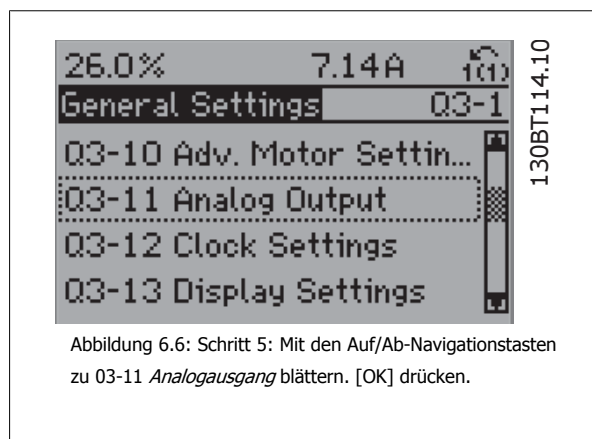 26.0% 7.14A 1(1)
General Settings Q3-1
Q3-10 Adv. Motor Settin...
Q3-11 Analog Output
Q3-12 Clock Settings
Q3-13 Display Settings
130BT114.10
Abbildung 6.6: Schritt 5: Mit den Auf/Ab-Navigationstasten
zu 03-11 Analogausgang blättern. [OK] drücken.